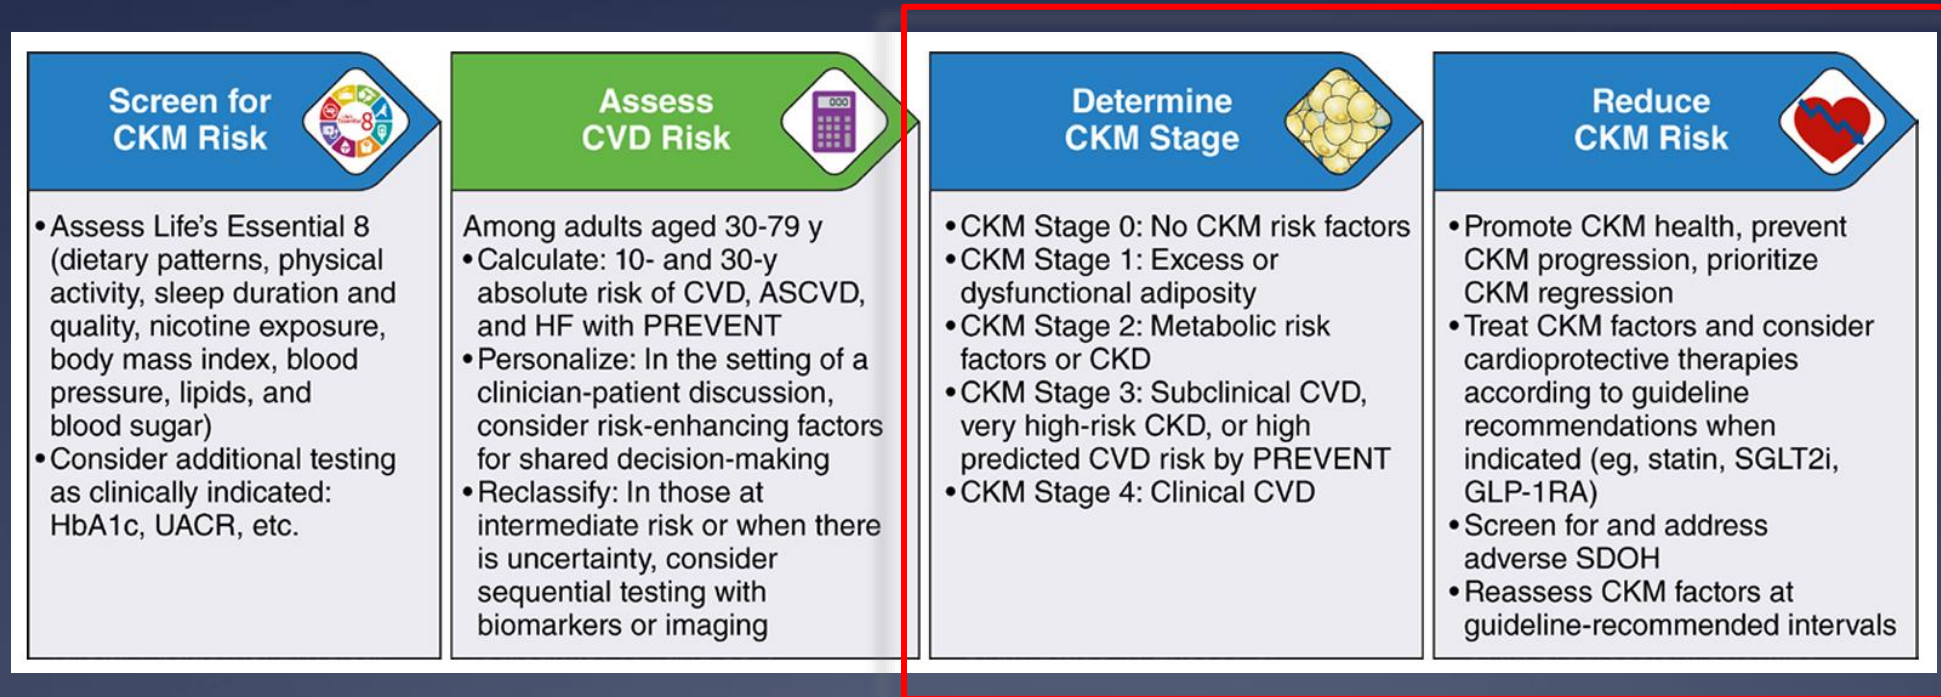 Screen for
CKM Risk
8
• Assess Life's Essential 8
(dietary patterns, physical
activity, sleep duration and
quality, nicotine exposure,
body mass index, blood
pressure, lipids, and
blood sugar)
• Consider additional testing
as clinically indicated:
HbA1c, UACR, etc.
Assess
CVD Risk
000
Among adults aged 30-79 y
• Calculate: 10- and 30-y
absolute risk of CVD, ASCVD,
and HF with PREVENT
• Personalize: In the setting of a
clinician-patient discussion,
consider risk-enhancing factors
for shared decision-making
• Reclassify: In those at
intermediate risk or when there
is uncertainty, consider
sequential testing with
biomarkers or imaging
Determine
CKM Stage
• CKM Stage 0: No CKM risk factors
• CKM Stage 1: Excess or
dysfunctional adiposity
• CKM Stage 2: Metabolic risk
factors or CKD
• CKM Stage 3: Subclinical CVD,
very high-risk CKD, or high
predicted CVD risk by PREVENT
• CKM Stage 4: Clinical CVD
Reduce
CKM Risk
• Promote CKM health, prevent
CKM progression, prioritize
CKM regression
• Treat CKM factors and consider
cardioprotective therapies
according to guideline
recommendations when
indicated (eg, statin, SGLT2i,
GLP-1RA)
• Screen for and address
adverse SDOH
• Reassess CKM factors at
guideline-recommended intervals